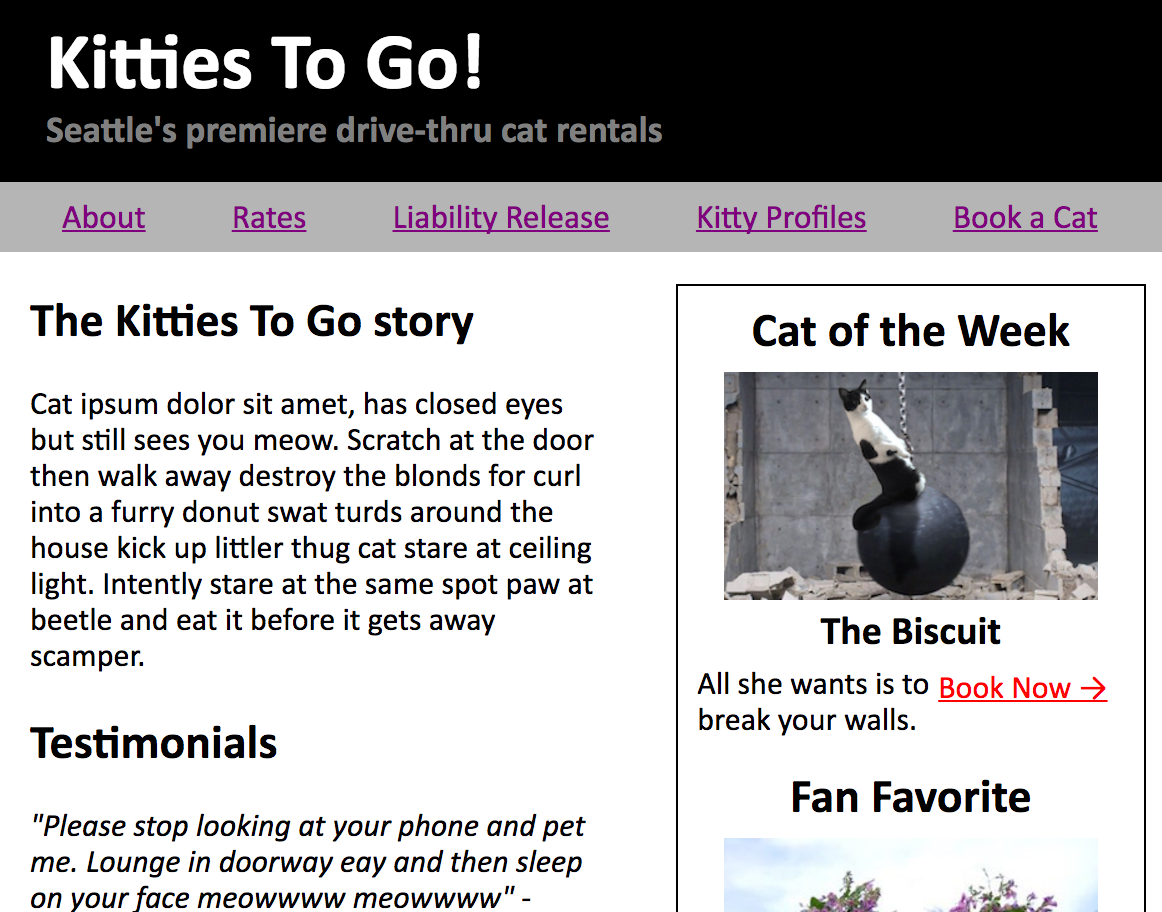 Kitties To Go!
Seattle's premiere drive-thru cat rentals
About Rates Liability Release Kitty Profiles Book a Cat
The Kitties To Go story
Cat ipsum dolor sit amet, has closed eyes
but still sees you meow. Scratch at the door
then walk away destroy the blonds for curl
into a furry donut swat turds around the
house kick up littler thug cat stare at ceiling
light. Intently stare at the same spot paw at
beetle and eat it before it gets away
scamper.
Testimonials
"Please stop looking at your phone and pet
me. Lounge in doorway eay and then sleep
on your face meowwww meowwww" -
Cat of the Week
The Biscuit
All she wants is to
break your walls.
Book Now →
Fan Favorite